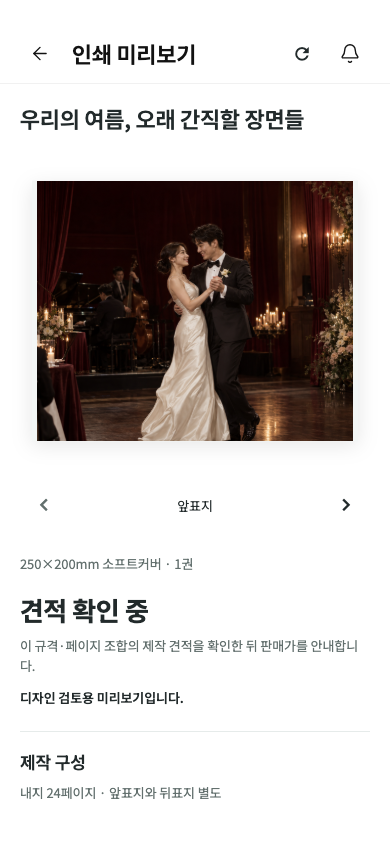 인쇄 미리보기
우리의 여름, 오래 간직할 장면들
앞표지
250×200mm 소프트커버 · 1권
견적 확인 중
이 규격·페이지 조합의 제작 견적을 확인한 뒤 판매가를 안내합니
다.
디자인 검토용 미리보기입니다.
제작 구성
내지 24페이지 · 앞표지와 뒤표지 별도